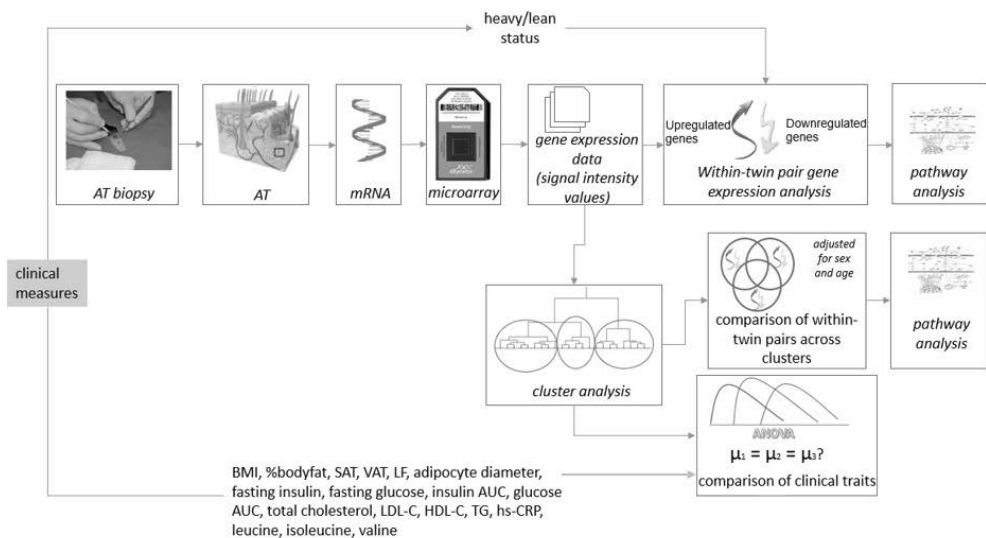 heavy/lean
status
AT biopsy
AT
mRNA
microarray
gene expression
data
(signal intensity
values)
Upregulated
genes
Downregulated
genes
Within-twin pair gene
expression analysis
pathway
analysis
clinical
measures
cluster analysis
adjusted
for sex
and age
comparison of within-
twin pairs across
clusters
pathway
analysis
ANOVA
μ₁ = μ₂ = μ₃?
comparison of clinical traits
BMI, %bodyfat, SAT, VAT, LF, adipocyte diameter,
fasting insulin, fasting glucose, insulin AUC, glucose
AUC, total cholesterol, LDL-C, HDL-C, TG, hs-CRP,
leucine, isoleucine, valine